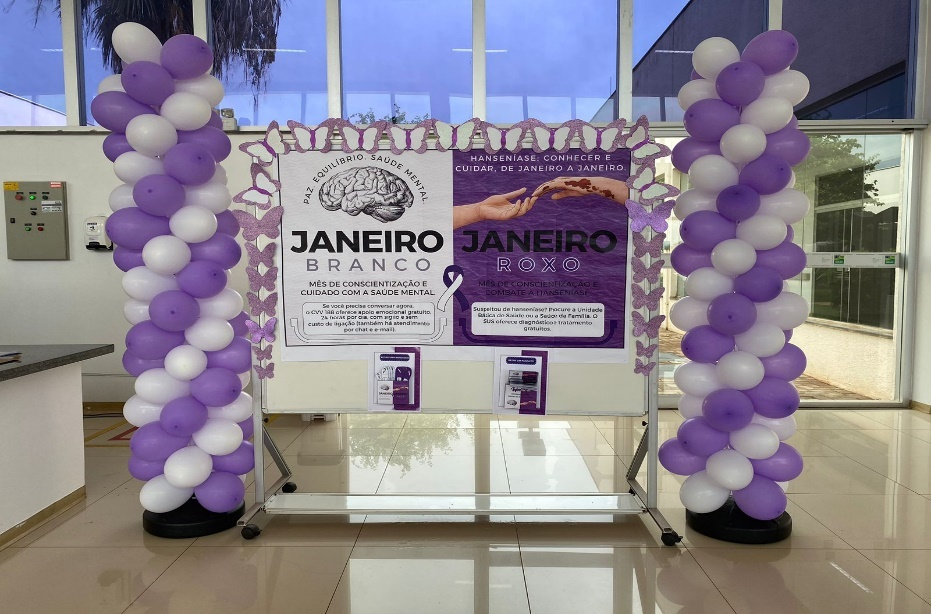 PAZ, EQUILÍBRIO, SAÚDE MENTAL.
JANEIRO
BRANCO
MÊS DE CONSCIENTIZAÇÃO E
CUIDADO COM A SAÚDE MENTAL
Se você precisa conversar agora,
o CVV 188 oferece apoio emocional gratuito,
24 horas por dia, com sigilo e sem
custo de ligação (também há atendimento
por chat e e-mail).
HANSENÍASE: CONHECER E
CUIDAR, DE JANEIRO A JANEIRO.
JANEIRO
ROXO
MÊS DE CONSCIENTIZAÇÃO E
COMBATE A HANSENÍASE
Suspeitou de hanseníase? Procure a Unidade
Básica de Saúde ou a Saúde da Família. O
SUS oferece diagnóstico e tratamento
gratuitos.